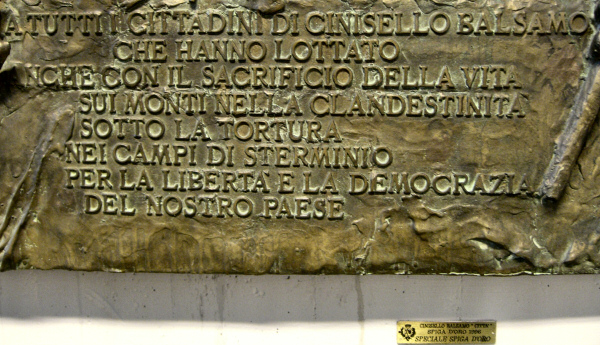 A TUTTI I CITTADINI DI CINISELLO BALSAMO
CHE HANNO LOTTATO
NCHE CON IL SACRIFICIO DELLA VITA
SUI MONTI NELLA CLANDESTINITÀ
SOTTO LA TORTURA
NEI CAMPI DI STERMINIO
PER LA LIBERTÀ E LA DEMOCRAZIA
DEL NOSTRO PAESE
CINISELLO BALSAMO
SPIGA D'ORO
SPECIALE SPIGA D'ORO